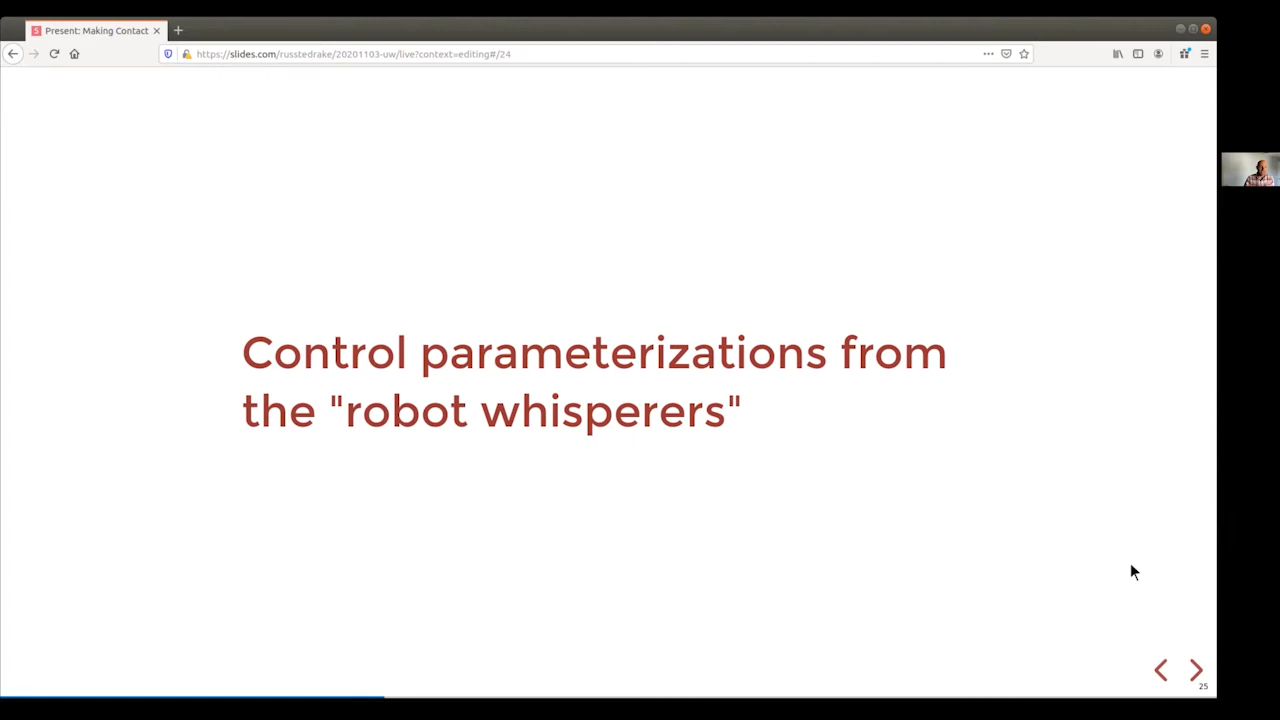 Present: Making Contact
https://slides.com/russtedrake/20201103-uw/live?context=editing#/24
Control parameterizations from
the "robot whisperers"
25